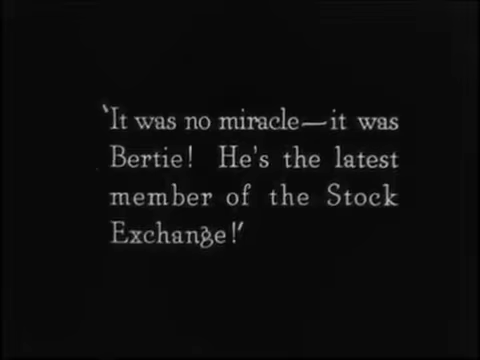 'It was no miracle—it was
Bertie! He's the latest
member of the Stock
Exchange!'